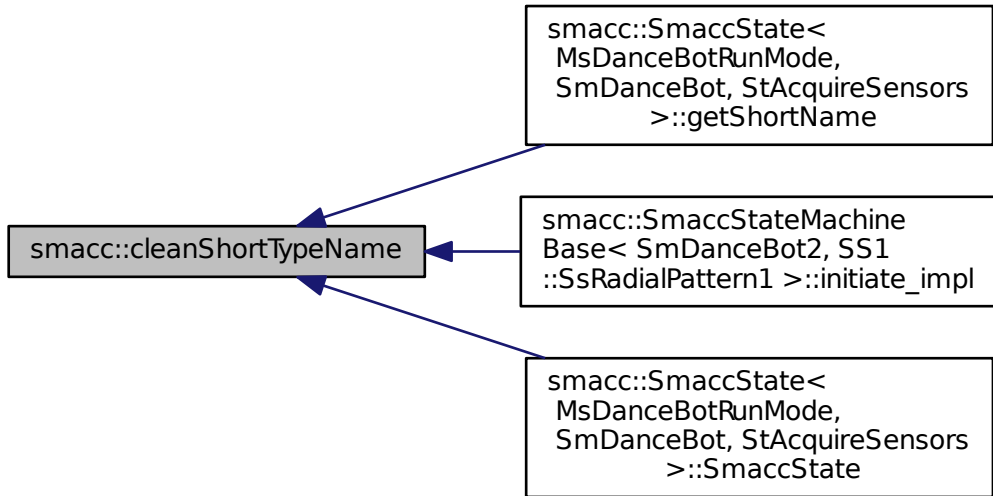 smacc::SmaccState<
MsDanceBotRunMode,
SmDanceBot, StAcquireSensors
>::getShortName
smacc::cleanShortTypeName
smacc::SmaccStateMachine
Base< SmDanceBot2, SS1
::SsRadialPattern1 >::initiate_impl
smacc::SmaccState<
MsDanceBotRunMode,
SmDanceBot, StAcquireSensors
>::SmaccState